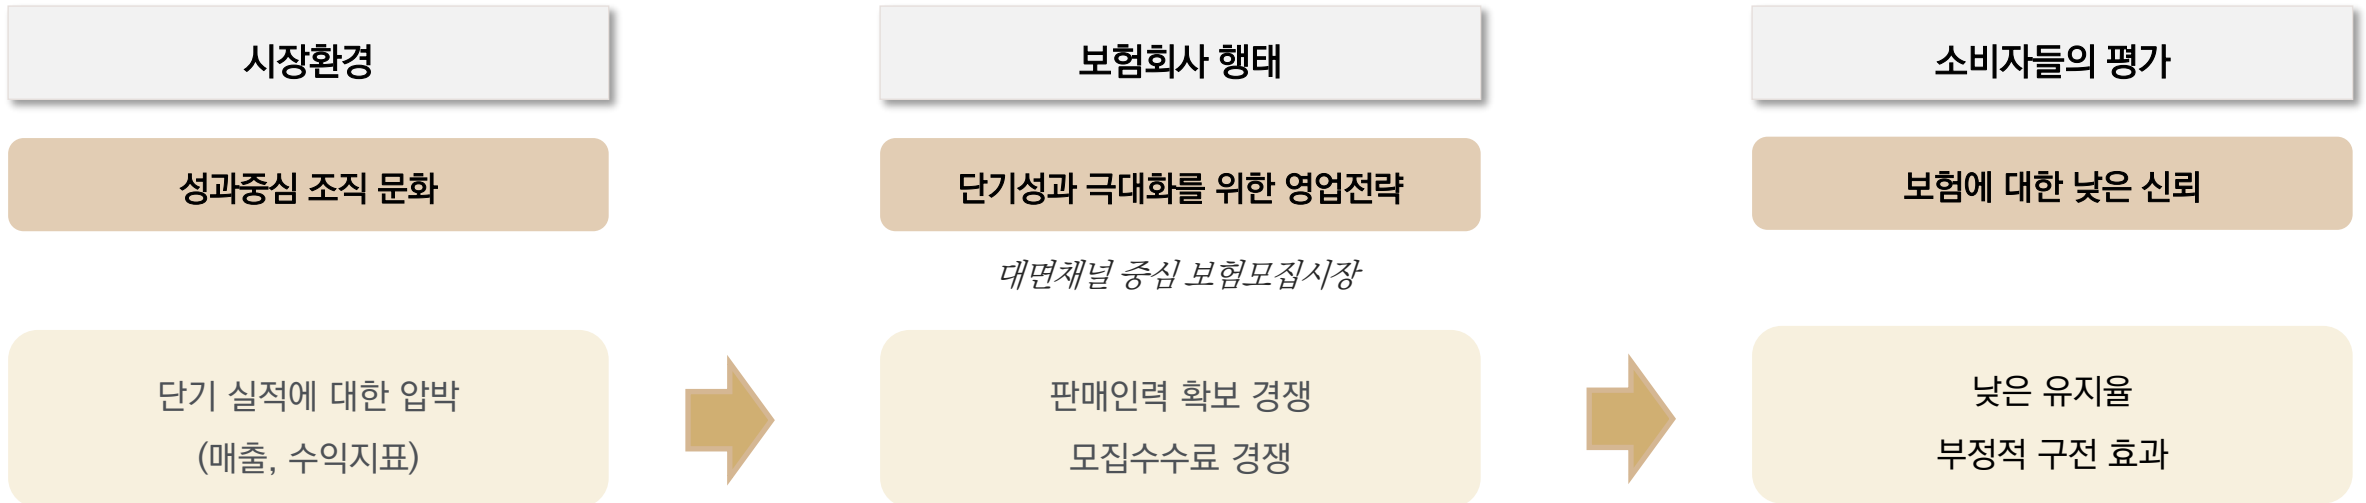 시장환경
보험회사 행태
소비자들의 평가
성과중심 조직 문화
단기성과 극대화를 위한 영업전략
보험에 대한 낮은 신뢰
대면채널 중심 보험모집시장
단기 실적에 대한 압박
(매출, 수익지표)
판매인력 확보 경쟁
모집수수료 경쟁
낮은 유지율
부정적 구전 효과